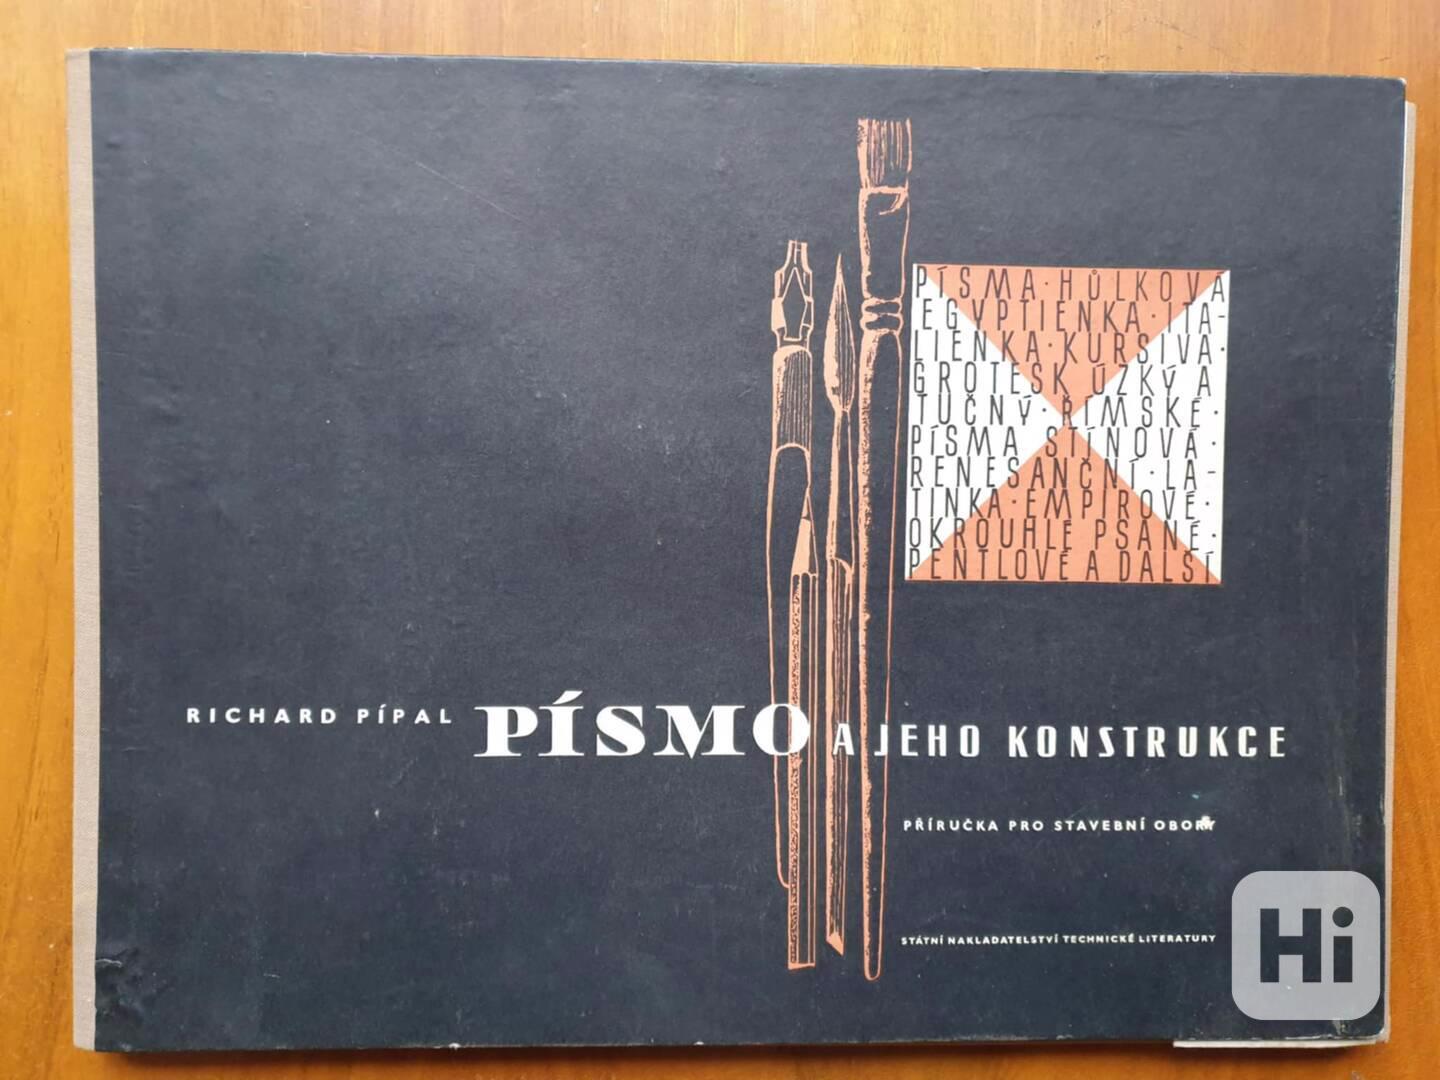 PÍSMA · HŮLKOVÁ
EGYPTIENKA · ITA-
LIENKA · KURSIVA ·
GROTESK ÚZKÝ A
TUČNÝ · ŘÍMSKÉ ·
PÍSMA STÍNOVÁ ·
RENESANČNÍ · LA-
TINKA · EMPIROVÉ ·
OKROUHLÉ PSANÉ ·
PENTLOVÉ A DALŠÍ
RICHARD PÍPAL PÍSMO A JEHO KONSTRUKCE
PŘÍRUČKA PRO STAVEBNÍ OBORY
STÁTNÍ NAKLADATELSTVÍ TECHNICKÉ LITERATURY
Hi